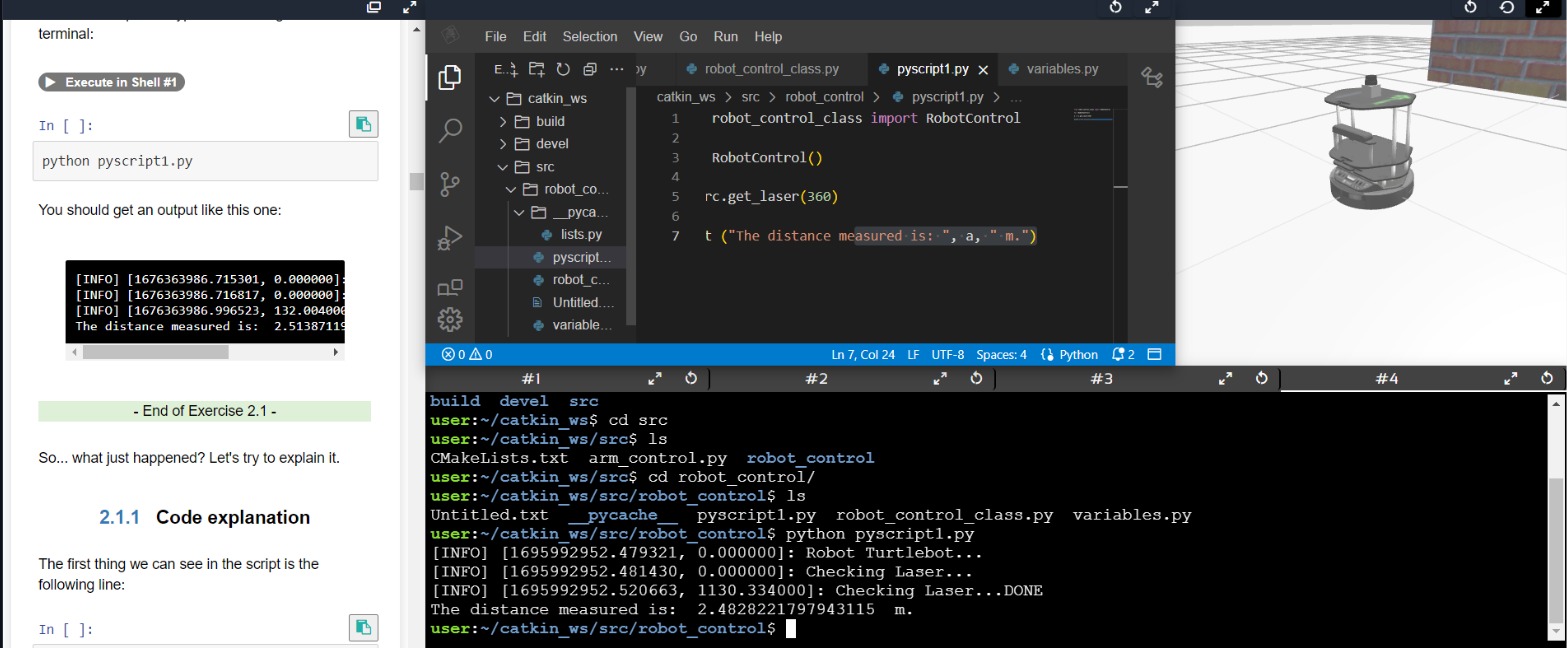 terminal:
Execute in Shell #1
In [ ]:
python pyscript1.py
You should get an output like this one:
[INFO] [1676363986.715301, 0.000000]:
[INFO] [1676363986.716817, 0.000000]:
[INFO] [1676363986.996523, 132.004000
The distance measured is:  2.51387119
- End of Exercise 2.1 -
So... what just happened? Let's try to explain it.
2.1.1 Code explanation
The first thing we can see in the script is the
following line:
In [ ]:
File Edit Selection View Go Run Help
E... ...
catkin_ws
build
devel
src
robot_co...
__pyca...
lists.py
pyscript...
robot_c...
Untitled....
variable...
py robot_control_class.py pyscript1.py variables.py
catkin_ws > src > robot_control > pyscript1.py > ...
1 robot_control_class import RobotControl
2
3 RobotControl()
4
5 rc.get_laser(360)
6
7 t ("The distance measured is: ", a, " m.")
0 0 Ln 7, Col 24 LF UTF-8 Spaces: 4 Python 2
#1 #2 #3 #4
build devel src
user:~/catkin_ws$ cd src
user:~/catkin_ws/src$ ls
CMakeLists.txt arm_control.py robot_control
user:~/catkin_ws/src$ cd robot_control/
user:~/catkin_ws/src/robot_control$ ls
Untitled.txt __pycache__ pyscript1.py robot_control_class.py variables.py
user:~/catkin_ws/src/robot_control$ python pyscript1.py
[INFO] [1695992952.479321, 0.000000]: Robot Turtlebot...
[INFO] [1695992952.481430, 0.000000]: Checking Laser...
[INFO] [1695992952.520663, 1130.334000]: Checking Laser...DONE
The distance measured is:  2.4828221797943115  m.
user:~/catkin_ws/src/robot_control$